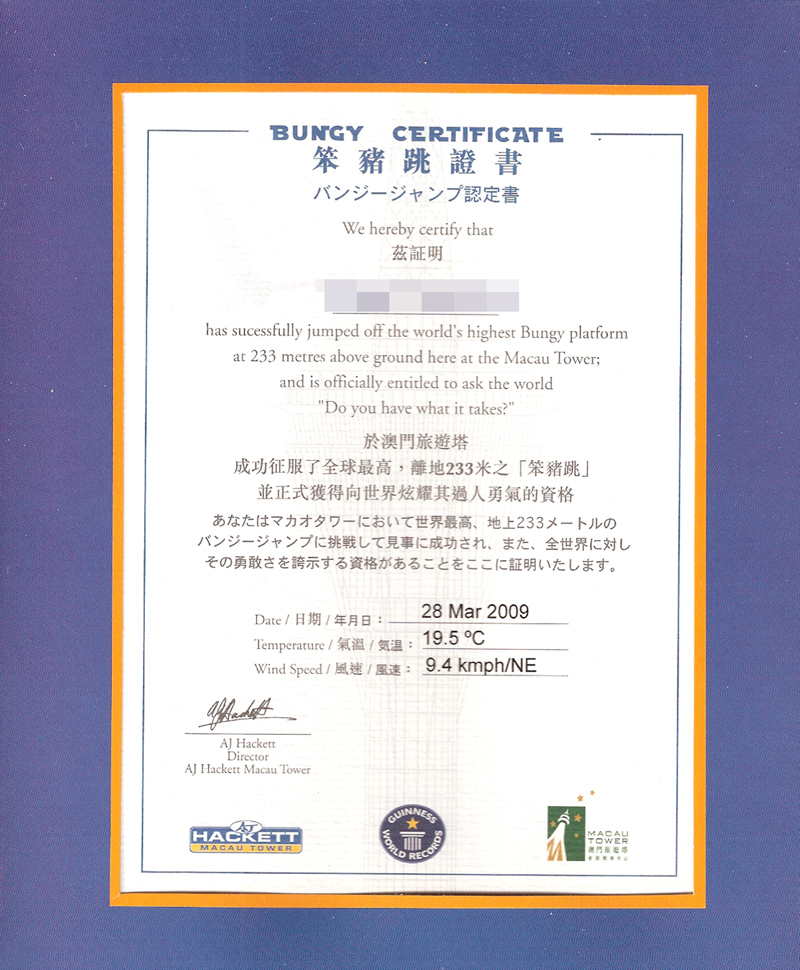 BUNGY CERTIFICATE
笨豬跳證書
バンジージャンプ認定書
We hereby certify that
茲証明
has sucessfully jumped off the world's highest Bungy platform
at 233 metres above ground here at the Macau Tower;
and is officially entitled to ask the world
"Do you have what it takes?"
於澳門旅遊塔
成功征服了全球最高，離地233米之「笨豬跳」
並正式獲得向世界炫耀其過人勇氣的資格
あなたはマカオタワーにおいて世界最高、地上233メートルの
バンジージャンプに挑戦して見事に成功され、また、全世界に対し
その勇敢さを誇示する資格があることをここに証明いたします。
Date / 日期 / 年月日： 28 Mar 2009
Temperature / 氣溫 / 気温： 19.5 ºC
Wind Speed / 風速 / 風速： 9.4 kmph/NE
AJ Hackett
AJ Hackett
Director
AJ Hackett Macau Tower
AJ
HACKETT
MACAU TOWER
GUINNESS
WORLD RECORDS
MACAU
TOWER
澳門旅遊塔